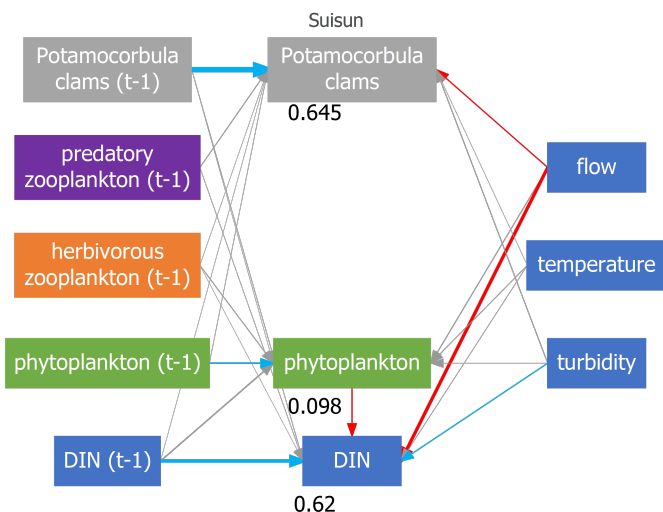 Suisun
Potamocorbula
clams (t-1)
Potamocorbula
clams
0.645
predatory
zooplankton (t-1)
flow
herbivorous
zooplankton (t-1)
temperature
phytoplankton (t-1)
phytoplankton
turbidity
0.098
DIN (t-1)
DIN
0.62